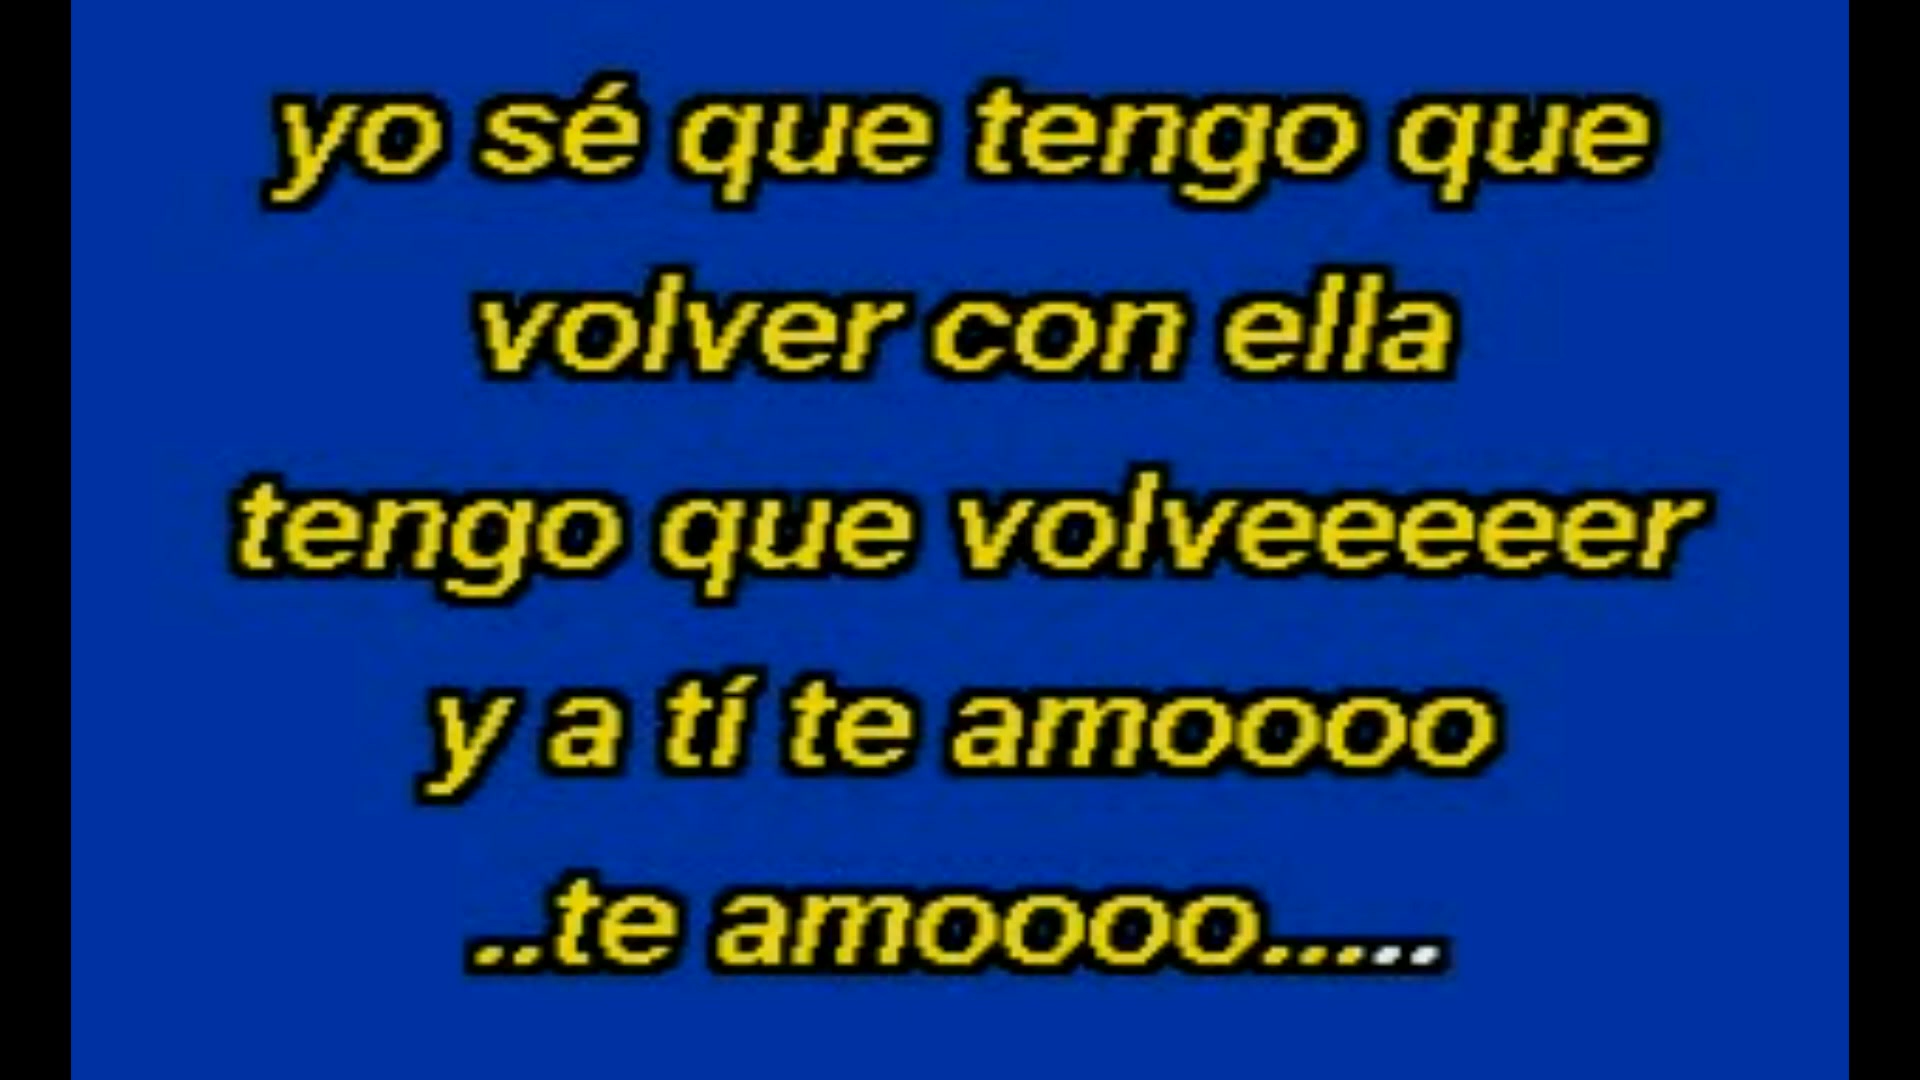 yo sé que tengo que
volver con ella
tengo que volveeeeer
y a tí te amoooo
..te amoooo.....